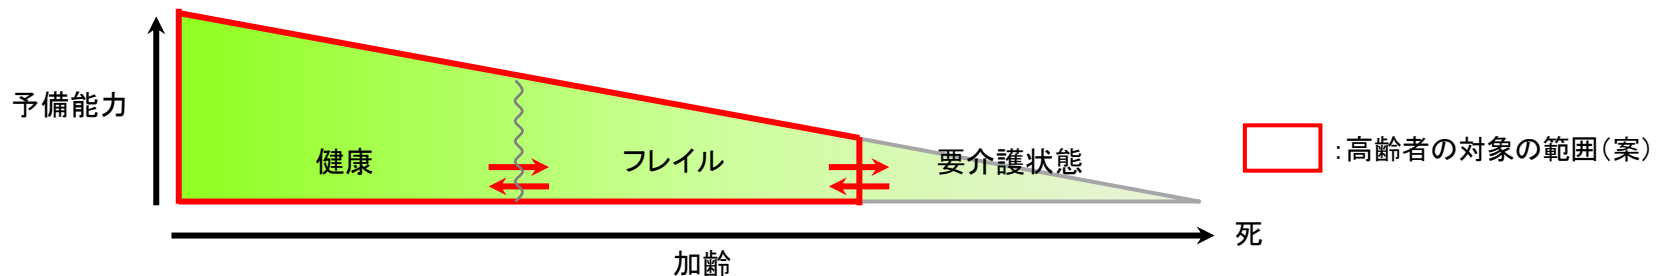 予備能力
健康
フレイル
要介護状態
：高齢者の対象の範囲（案）
死
加齢